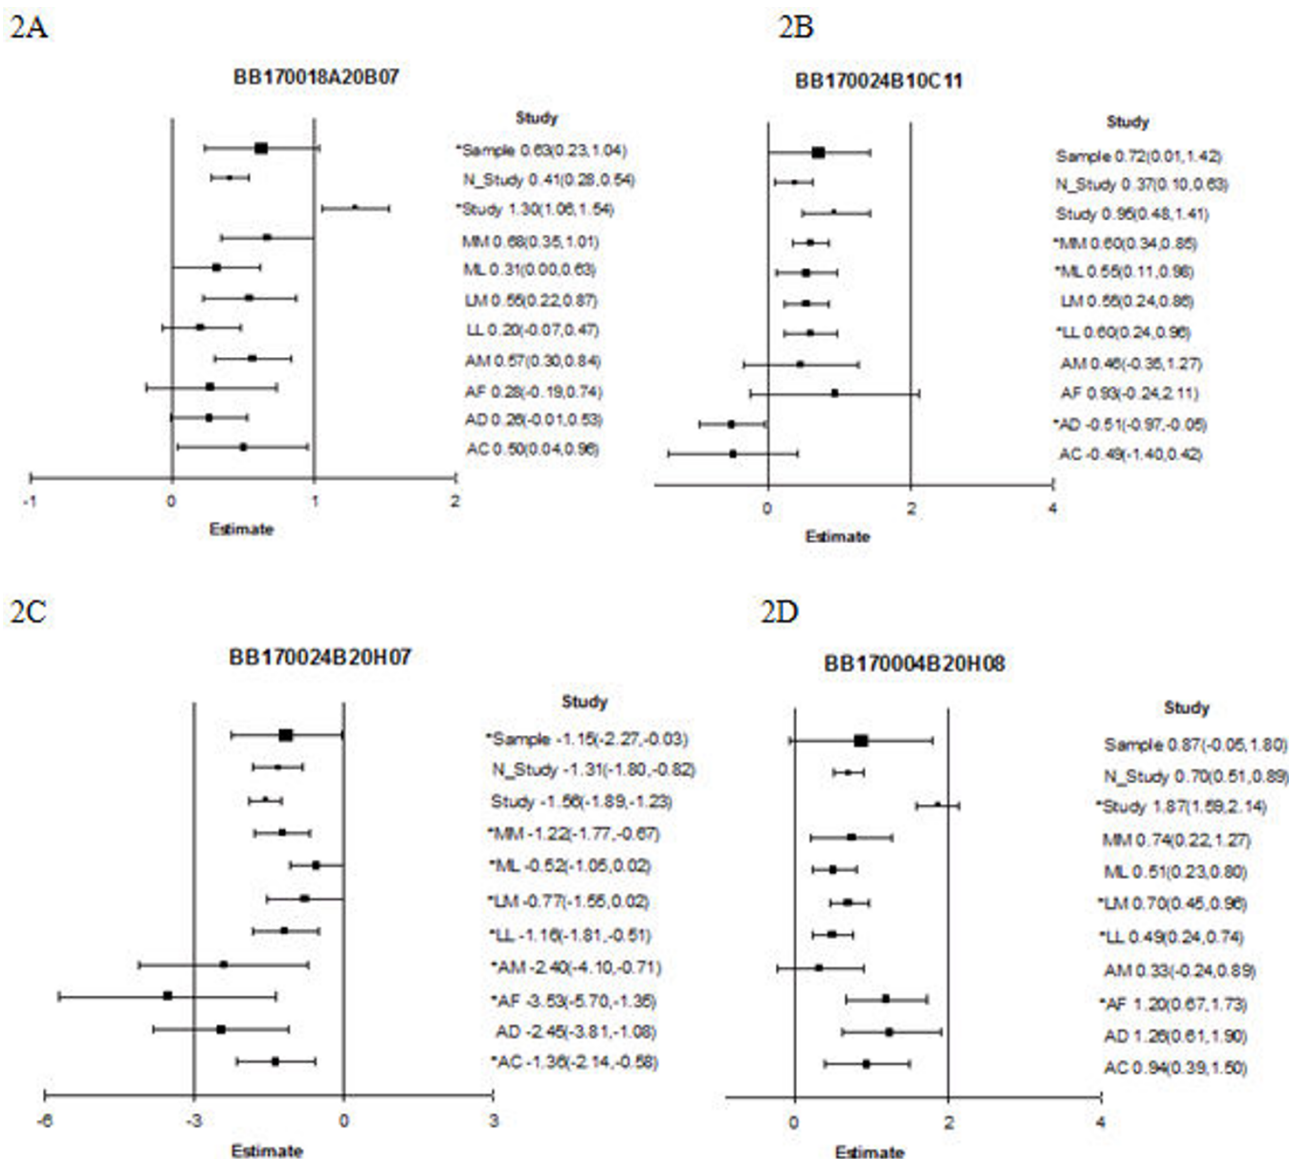 2A
BB170018A20B07
Study
*Sample 0.63(0.23,1.04)
N_Study 0.41(0.28,0.54)
*Study 1.30(1.06,1.54)
MM 0.68(0.35,1.01)
ML 0.31(0.00,0.63)
LM 0.55(0.22,0.87)
LL 0.20(-0.07,0.47)
AM 0.57(0.30,0.84)
AF 0.28(-0.19,0.74)
AD 0.26(-0.01,0.53)
AC 0.50(0.04,0.96)
-1 0 1 2
Estimate
2B
BB170024B10C11
Study
Sample 0.72(0.01,1.42)
N_Study 0.37(0.10,0.63)
Study 0.95(0.48,1.41)
*MM 0.60(0.34,0.85)
*ML 0.55(0.11,0.98)
LM 0.55(0.24,0.86)
*LL 0.60(0.24,0.96)
AM 0.46(-0.35,1.27)
AF 0.93(-0.24,2.11)
*AD -0.51(-0.97,-0.05)
AC -0.49(-1.40,0.42)
0 2 4
Estimate
2C
BB170024B20H07
Study
*Sample -1.15(-2.27,-0.03)
N_Study -1.31(-1.80,-0.82)
Study -1.56(-1.89,-1.23)
*MM -1.22(-1.77,-0.67)
*ML -0.52(-1.05,0.02)
*LM -0.77(-1.55,0.02)
*LL -1.16(-1.81,-0.51)
*AM -2.40(-4.10,-0.71)
*AF -3.53(-5.70,-1.35)
AD -2.45(-3.81,-1.08)
*AC -1.36(-2.14,-0.58)
-6 -3 0 3
Estimate
2D
BB170004B20H08
Study
Sample 0.87(-0.05,1.80)
N_Study 0.70(0.51,0.89)
*Study 1.87(1.59,2.14)
MM 0.74(0.22,1.27)
ML 0.51(0.23,0.80)
*LM 0.70(0.45,0.96)
*LL 0.49(0.24,0.74)
AM 0.33(-0.24,0.89)
*AF 1.20(0.67,1.73)
AD 1.26(0.61,1.90)
AC 0.94(0.39,1.50)
0 2 4
Estimate